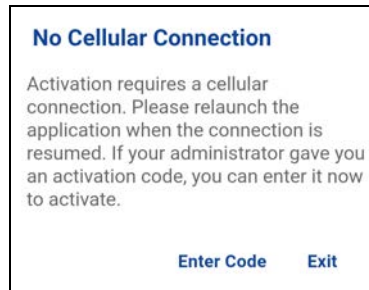 No Cellular Connection
Activation requires a cellular
connection. Please relaunch the
application when the connection is
resumed. If your administrator gave you
an activation code, you can enter it now
to activate.
Enter Code Exit